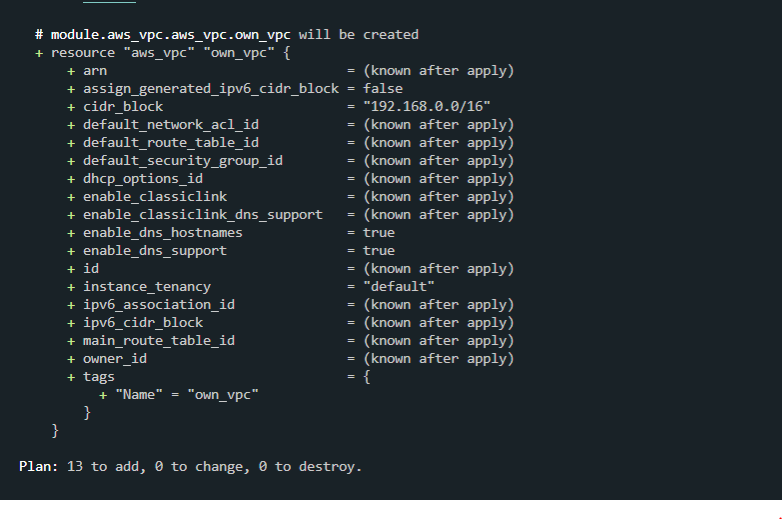 # module.aws_vpc.aws_vpc.own_vpc will be created
+ resource "aws_vpc" "own_vpc" {
+ arn = (known after apply)
+ assign_generated_ipv6_cidr_block = false
+ cidr_block = "192.168.0.0/16"
+ default_network_acl_id = (known after apply)
+ default_route_table_id = (known after apply)
+ default_security_group_id = (known after apply)
+ dhcp_options_id = (known after apply)
+ enable_classiclink = (known after apply)
+ enable_classiclink_dns_support = (known after apply)
+ enable_dns_hostnames = true
+ enable_dns_support = true
+ id = (known after apply)
+ instance_tenancy = "default"
+ ipv6_association_id = (known after apply)
+ ipv6_cidr_block = (known after apply)
+ main_route_table_id = (known after apply)
+ owner_id = (known after apply)
+ tags = {
+ "Name" = "own_vpc"
}
}
Plan: 13 to add, 0 to change, 0 to destroy.